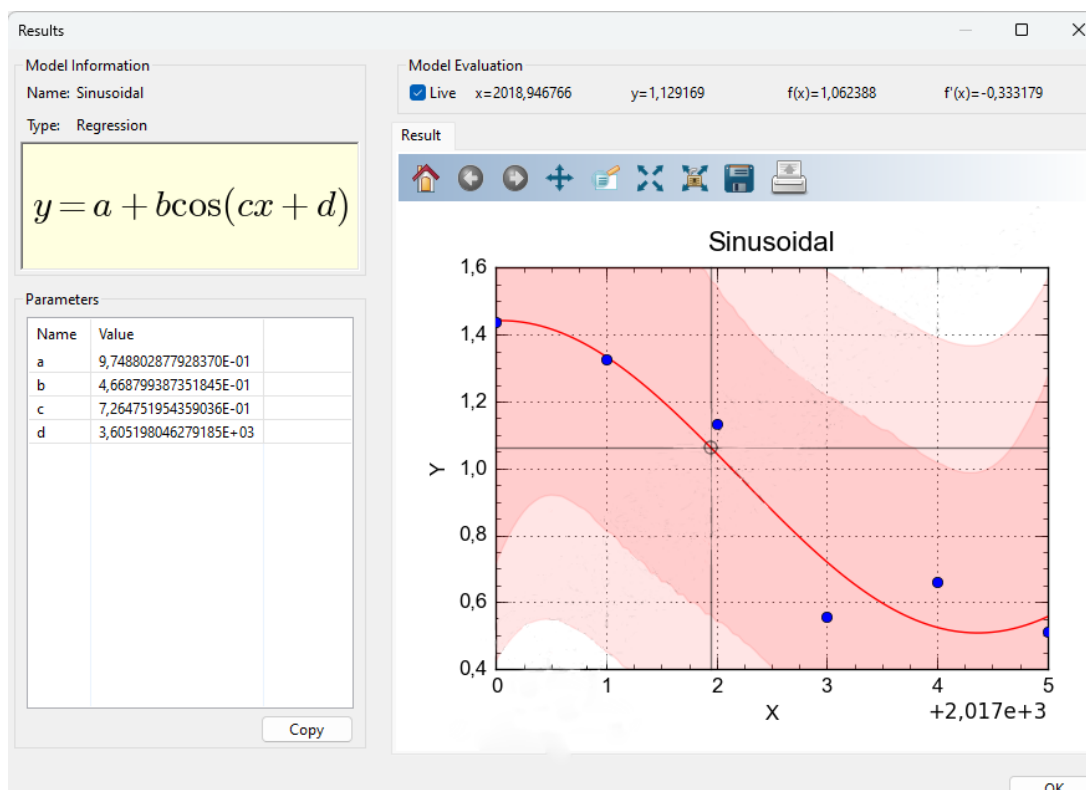 Results
Model Information
Name: Sinusoidal
Type: Regression
y = a + bcos(cx + d)
Parameters
Name Value
a 9,748802877928370E-01
b 4,668799387351845E-01
c 7,264751954359036E-01
d 3,605198046279185E+03
Copy
Model Evaluation
Live x=2018,946766 y=1,129169 f(x)=1,062388 f'(x)=-0,333179
Result
Sinusoidal
1,6
1,4
1,2
1,0
0,8
0,6
0,4
Y
0 1 2 3 4 5
X
+2,017e+3
OK